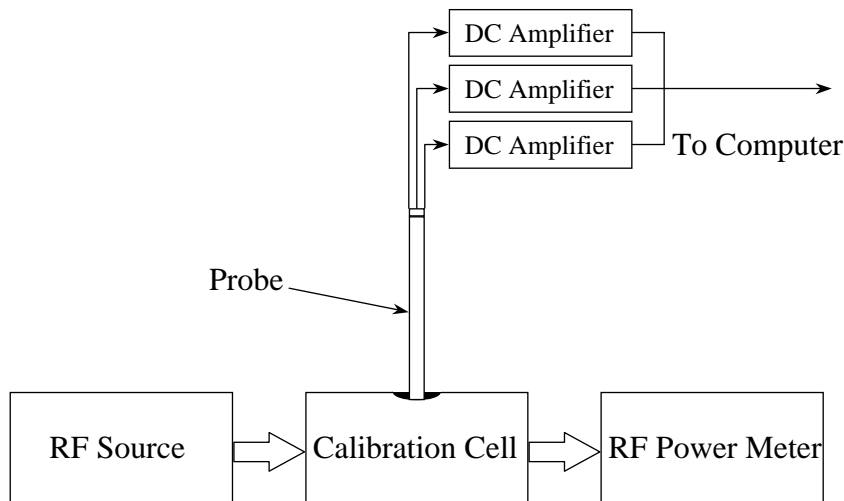 DC Amplifier
DC Amplifier
DC Amplifier
To Computer
Probe
RF Source
Calibration Cell
RF Power Meter